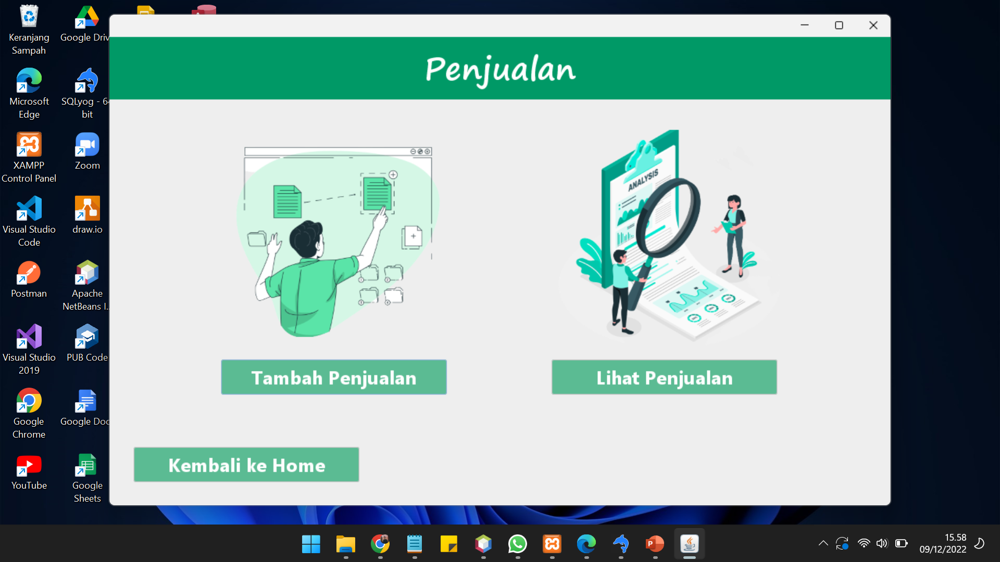 Keranjang
Sampah
Google Driv
Microsoft
Edge
SQLyog - 64
bit
XAMPP
Control Panel
Zoom
Visual Studio
Code
draw.io
Postman
Apache
NetBeans I...
Visual Studio
2019
PUB Code
Google
Chrome
Google Doc
YouTube
Google
Sheets
Penjualan
ANALYSIS
Tambah Penjualan
Lihat Penjualan
Kembali ke Home
15.58
09/12/2022